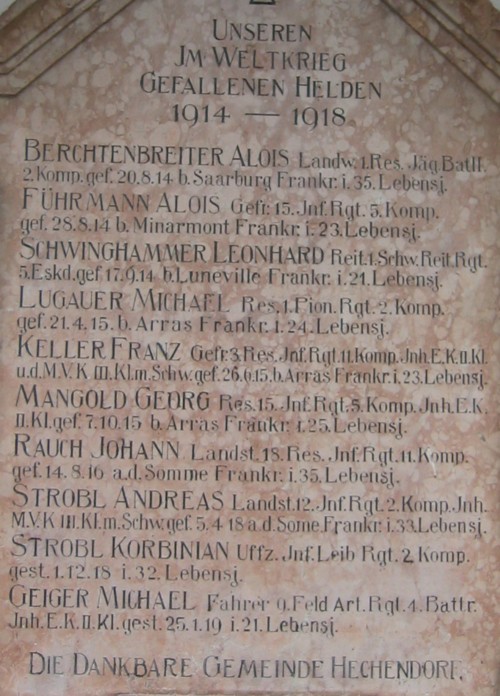 UNSEREN
JM WELTKRIEG
GEFALLENEN HELDEN
1914 — 1918
BERCHTENBREITER ALOIS Landw. 1. Res. Jäg. Batll.
2. Komp. gef. 20.8.14 b. Saarburg Frankr. i. 35. Lebensj.
FÜHRMANN ALOIS Gefr. 15. Jnf. Rgt. 5. Komp.
gef. 28.8.14 b. Minarmont Frankr. i. 23. Lebensj.
SCHWINGHAMMER LEONHARD Reit. 1. Schw. Reit. Rgt.
5. Eskd. gef. 17.9.14 b. Luneville Frankr. i. 21. Lebensj.
LUGAUER MICHAEL Res. 1. Pion. Rgt. 2. Komp.
gef. 21.4.15. b. Arras Frankr. i. 24. Lebensj.
KELLER FRANZ Gefr. 3. Res. Jnf. Rgt. 11. Komp. Jnh. E.K. II. Kl.
u.d. M.V.K III. Kl. m. Schw. gef. 26.6.15. b. Arras Frankr. i. 23. Lebensj.
MANGOLD GEORG Res. 15. Jnf. Rgt. 5. Komp. Jnh. E.K.
II. Kl. gef. 7.10.15 b. Arras Frankr. i. 25. Lebensj.
RAUCH JOHANN Landst. 18. Res. Jnf. Rgt. 11. Komp.
gef. 14.8.16 a.d. Somme Frankr. i. 35. Lebensj.
STROBL ANDREAS Landst. 12. Jnf. Rgt. 2. Komp. Jnh.
M.V.K III. Kl. m. Schw. gef. 5.4.18 a.d. Some Frankr. i. 33. Lebensj.
STROBL KORBINIAN Uffz. Jnf. Leib Rgt. 2. Komp.
gest. 1.12.18 i. 32. Lebensj.
GEIGER MICHAEL Fahrer 9. Feld Art. Rgt. 4. Battr.
Jnh. E.K. II. Kl. gest. 25.1.19 i. 21. Lebensj.
DIE DANKBARE GEMEINDE HECHENDORF.